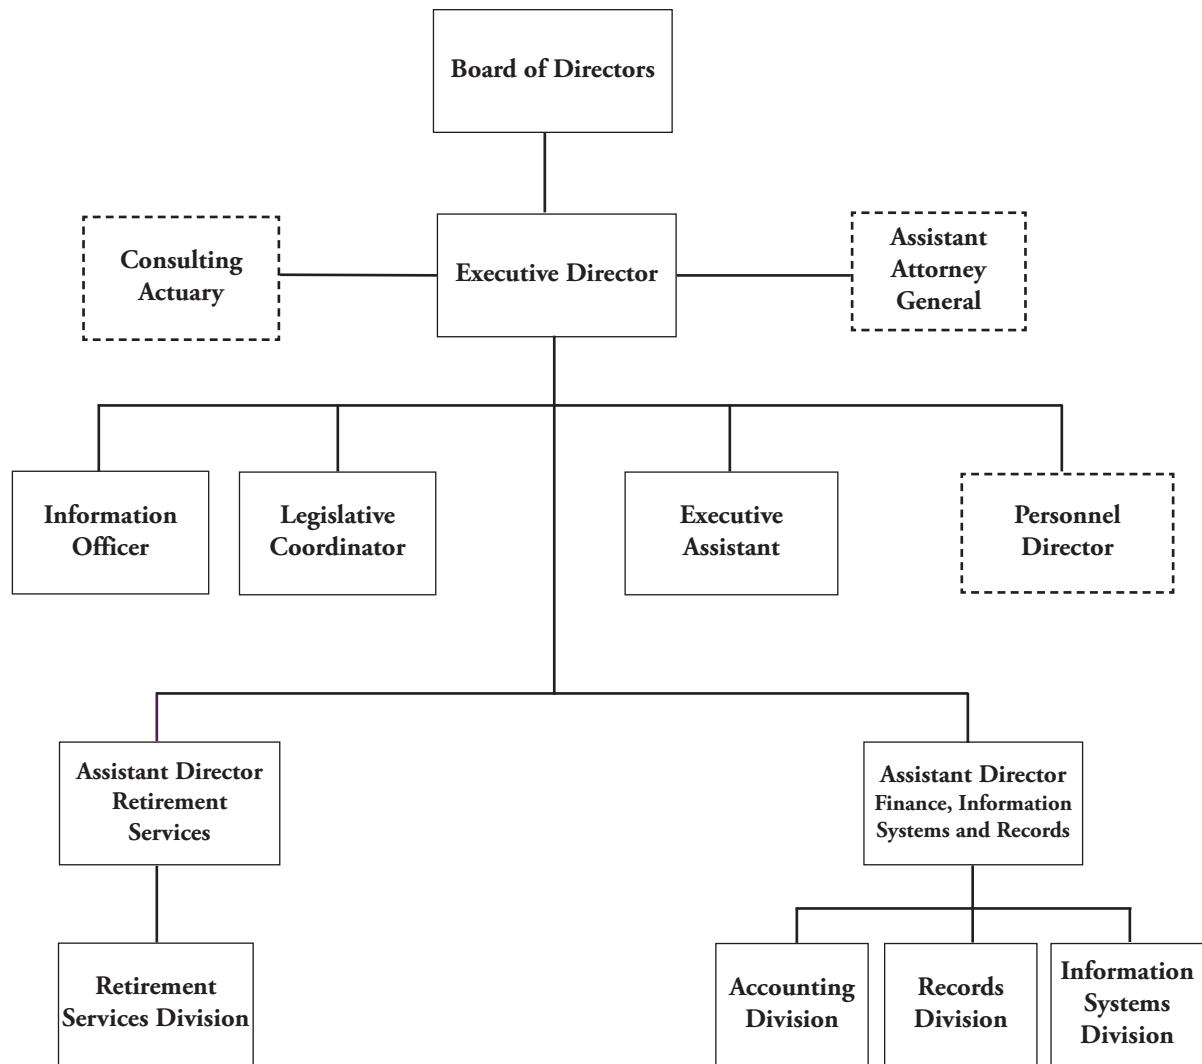 Board of Directors
Consulting
Actuary
Executive Director
Assistant
Attorney
General
Information
Officer
Legislative
Coordinator
Executive
Assistant
Personnel
Director
Assistant Director
Retirement
Services
Assistant Director
Finance, Information
Systems and Records
Retirement
Services Division
Accounting
Division
Records
Division
Information
Systems
Division